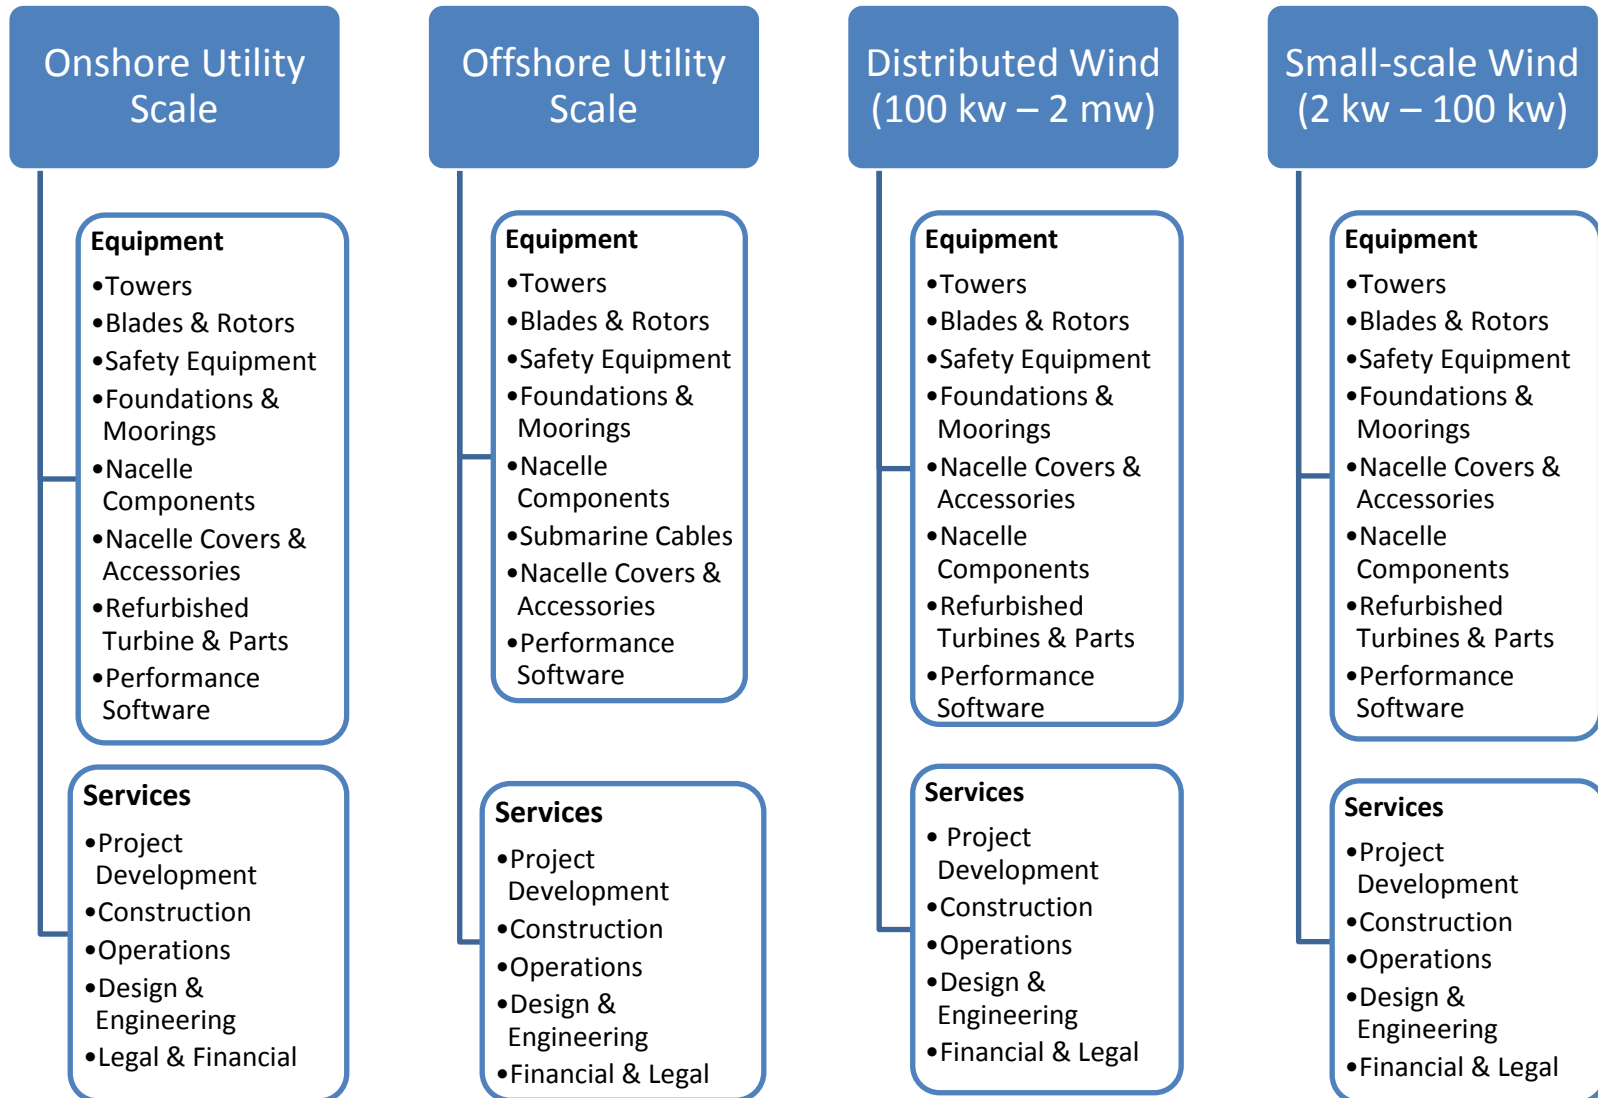 Onshore Utility
Scale
Equipment
•Towers
•Blades & Rotors
•Safety Equipment
•Foundations &
Moorings
•Nacelle
Components
•Nacelle Covers &
Accessories
•Refurbished
Turbine & Parts
•Performance
Software
Services
•Project
Development
•Construction
•Operations
•Design &
Engineering
•Legal & Financial
Offshore Utility
Scale
Equipment
•Towers
•Blades & Rotors
•Safety Equipment
•Foundations &
Moorings
•Nacelle
Components
•Submarine Cables
•Nacelle Covers &
Accessories
•Performance
Software
Services
•Project
Development
•Construction
•Operations
•Design &
Engineering
•Financial & Legal
Distributed Wind
(100 kw – 2 mw)
Equipment
•Towers
•Blades & Rotors
•Safety Equipment
•Foundations &
Moorings
•Nacelle Covers &
Accessories
•Nacelle
Components
•Refurbished
Turbines & Parts
•Performance
Software
Services
• Project
Development
•Construction
•Operations
•Design &
Engineering
•Financial & Legal
Small-scale Wind
(2 kw – 100 kw)
Equipment
•Towers
•Blades & Rotors
•Safety Equipment
•Foundations &
Moorings
•Nacelle Covers &
Accessories
•Nacelle
Components
•Refurbished
Turbines & Parts
•Performance
Software
Services
•Project
Development
•Construction
•Operations
•Design &
Engineering
•Financial & Legal